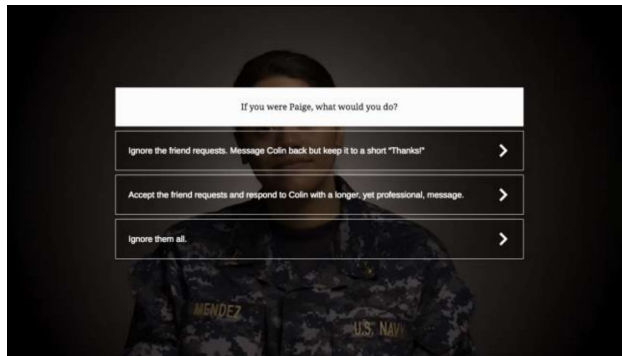 If you were Paige, what would you do?
Ignore the friend requests. Message Colin back but keep it to a short "Thanks!"
Accept the friend requests and respond to Colin with a longer, yet professional, message.
Ignore them all.
MENDEZ
U.S. NAVY